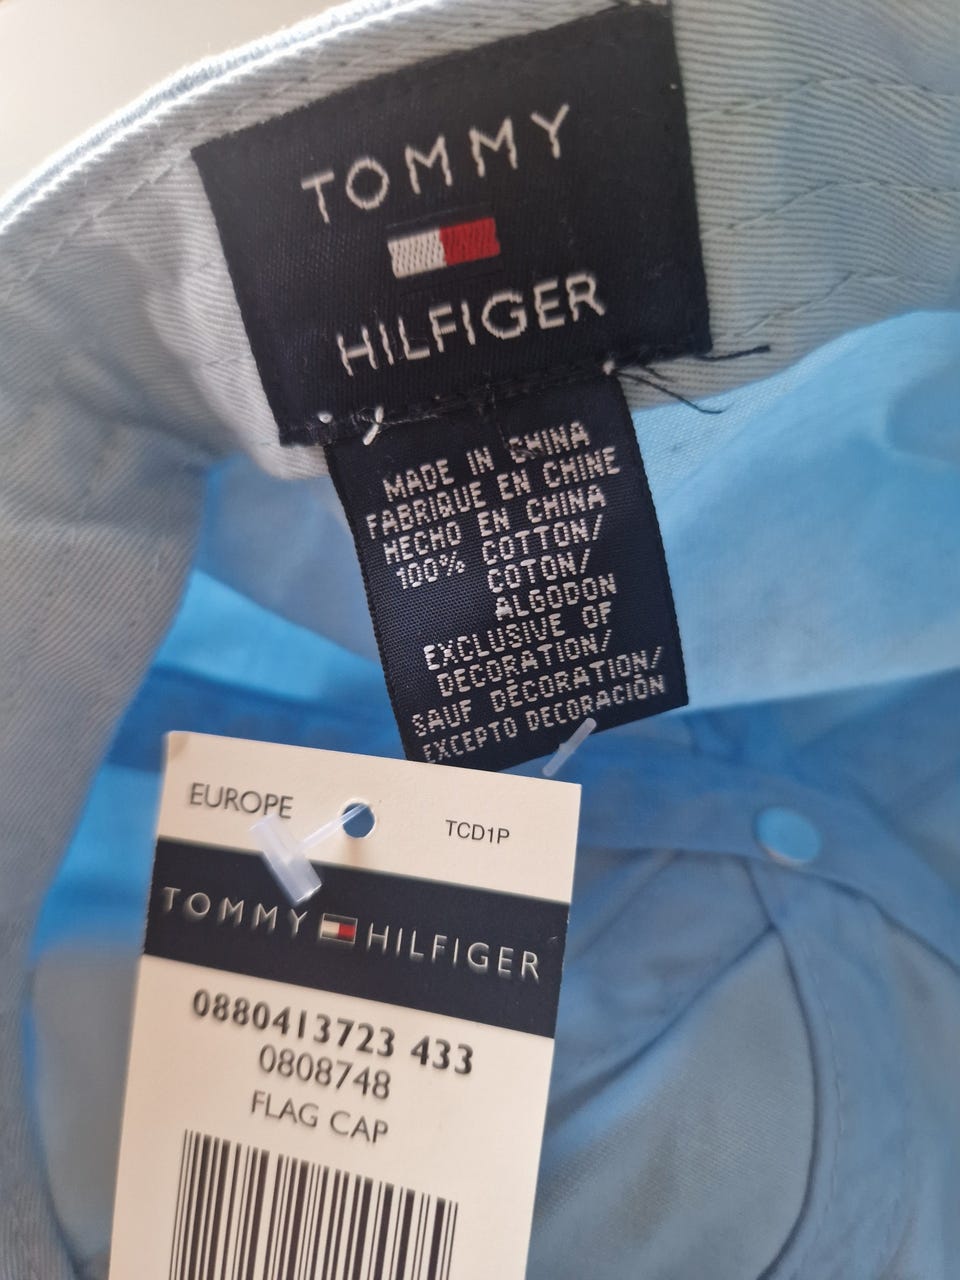 TOMMY
HILFIGER
MADE IN CHINA
FABRIQUE EN CHINE
HECHO EN CHINA
100% COTTON/
COTON/
ALGODON
EXCLUSIVE OF
DECORATION/
SAUF DECORATION/
EXCEPTO DECORACIÓN
EUROPE
TCD1P
TOMMY HILFIGER
0880413723 433
0808748
FLAG CAP